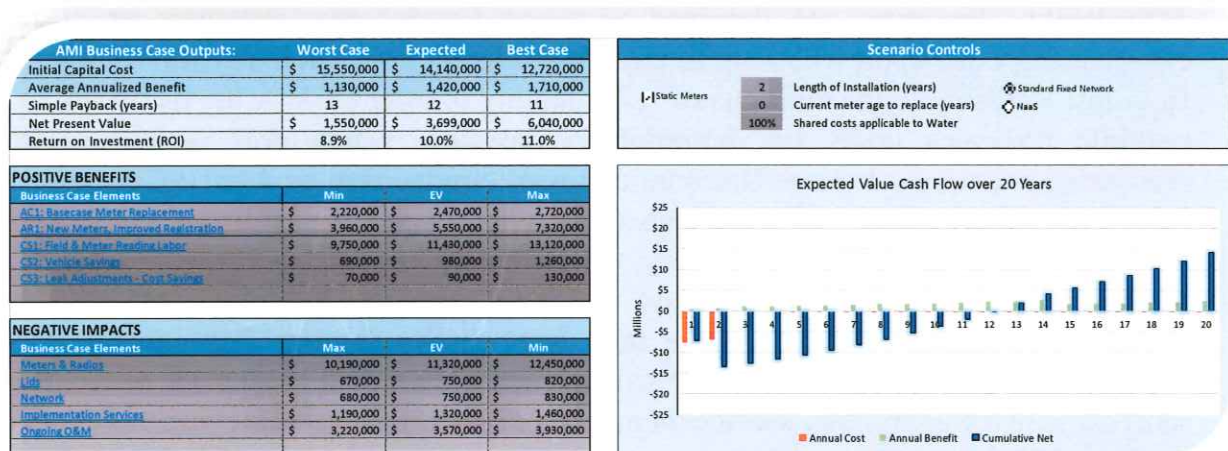 AMI Business Case Outputs: Worst Case Expected Best Case
Initial Capital Cost $ 15,550,000 $ 14,140,000 $ 12,720,000
Average Annualized Benefit $ 1,130,000 $ 1,420,000 $ 1,710,000
Simple Payback (years) 13 12 11
Net Present Value $ 1,550,000 $ 3,699,000 $ 6,040,000
Return on Investment (ROI) 8.9% 10.0% 11.0%
POSITIVE BENEFITS
Business Case Elements Min EV Max
AC1: Basecase Meter Replacement $ 2,220,000 $ 2,470,000 $ 2,720,000
AR1: New Meters, Improved Registration $ 3,960,000 $ 5,550,000 $ 7,320,000
CS1: Field & Meter Reading Labor $ 9,750,000 $ 11,430,000 $ 13,120,000
CS2: Vehicle Savings $ 690,000 $ 980,000 $ 1,260,000
CS3: Leak Adjustments - Cost Savings $ 70,000 $ 90,000 $ 130,000
NEGATIVE IMPACTS
Business Case Elements Max EV Min
Meters & Radios $ 10,190,000 $ 11,320,000 $ 12,450,000
Lids $ 670,000 $ 750,000 $ 820,000
Network $ 680,000 $ 750,000 $ 830,000
Implementation Services $ 1,190,000 $ 1,320,000 $ 1,460,000
Ongoing O&M $ 3,220,000 $ 3,570,000 $ 3,930,000
Scenario Controls
Static Meters
2 Length of Installation (years)
0 Current meter age to replace (years)
100% Shared costs applicable to Water
Standard Fixed Network
NaaS
Expected Value Cash Flow over 20 Years
Millions
$25
$20
$15
$10
$5
$0
-$5
-$10
-$15
-$20
-$25
1 2 3 4 5 6 7 8 9 10 11 12 13 14 15 16 17 18 19 20
Annual Cost Annual Benefit Cumulative Net